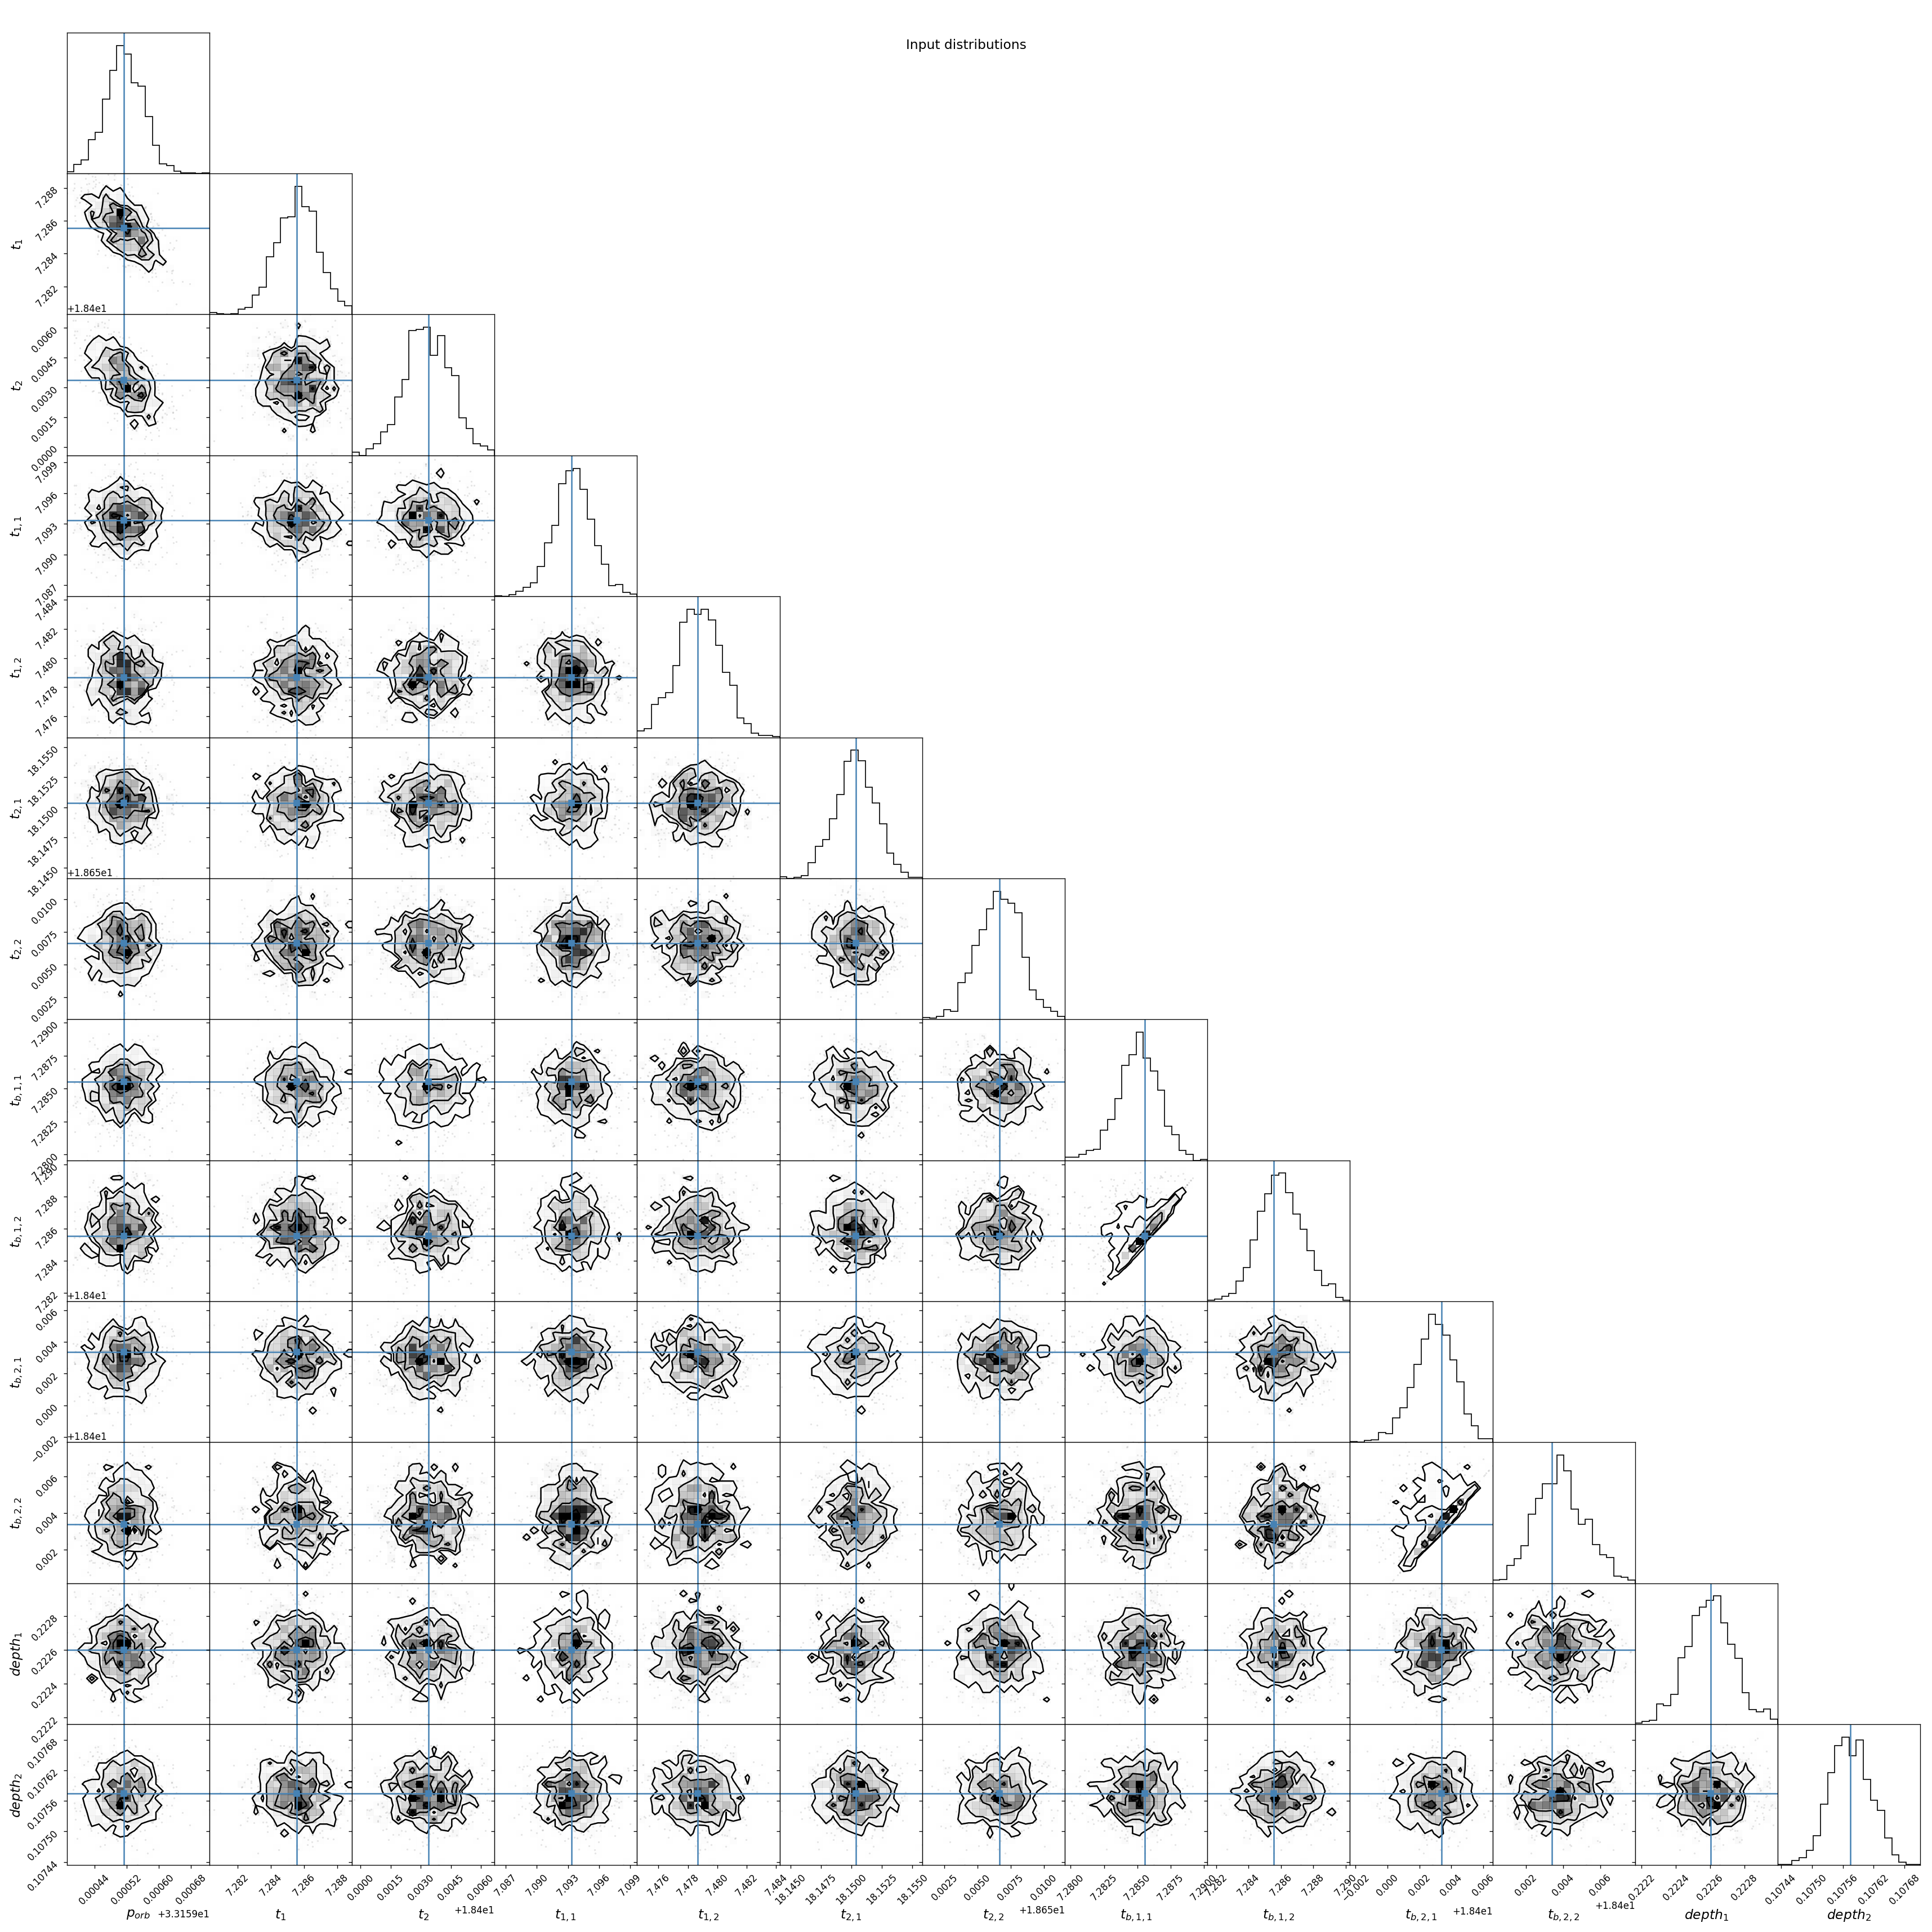 Input distributions
t_1
7.288
7.286
7.284
7.282
+1.84e1
t_2
0.0060
0.0045
0.0030
0.0015
0.0000
t_{1,1}
7.099
7.096
7.093
7.090
7.087
t_{1,2}
7.484
7.482
7.480
7.478
7.476
t_{2,1}
18.1550
18.1525
18.1500
18.1475
18.1450
+1.865e1
t_{2,2}
0.0100
0.0075
0.0050
0.0025
t_{b,1,1}
7.2900
7.2875
7.2850
7.2825
7.2800
t_{b,1,2}
7.290
7.288
7.286
7.284
7.282
+1.84e1
t_{b,2,1}
0.006
0.004
0.002
0.000
-0.002
+1.84e1
t_{b,2,2}
0.006
0.004
0.002
depth_1
0.2228
0.2226
0.2224
0.2222
depth_2
0.10768
0.10762
0.10756
0.10750
0.10744
0.00044 0.00052 0.00060 0.00068 7.282 7.284 7.286 7.288 0.0000 0.0015 0.0030 0.0045 0.0060 7.087 7.090 7.093 7.096 7.099 7.476 7.478 7.480 7.482 7.484 18.1450 18.1475 18.1500 18.1525 18.1550 0.0025 0.0050 0.0075 0.0100 7.2800 7.2825 7.2850 7.2875 7.2900 7.282 7.284 7.286 7.288 7.290 -0.002 0.000 0.002 0.004 0.006 0.002 0.004 0.006 0.2222 0.2224 0.2226 0.2228 0.10744 0.10750 0.10756 0.10762 0.10768
p_{orb} +3.3159e1 t_1 t_2 +1.84e1 t_{1,1} t_{1,2} t_{2,1} t_{2,2} +1.865e1 t_{b,1,1} t_{b,1,2} t_{b,2,1} +1.84e1 t_{b,2,2} +1.84e1 depth_1 depth_2